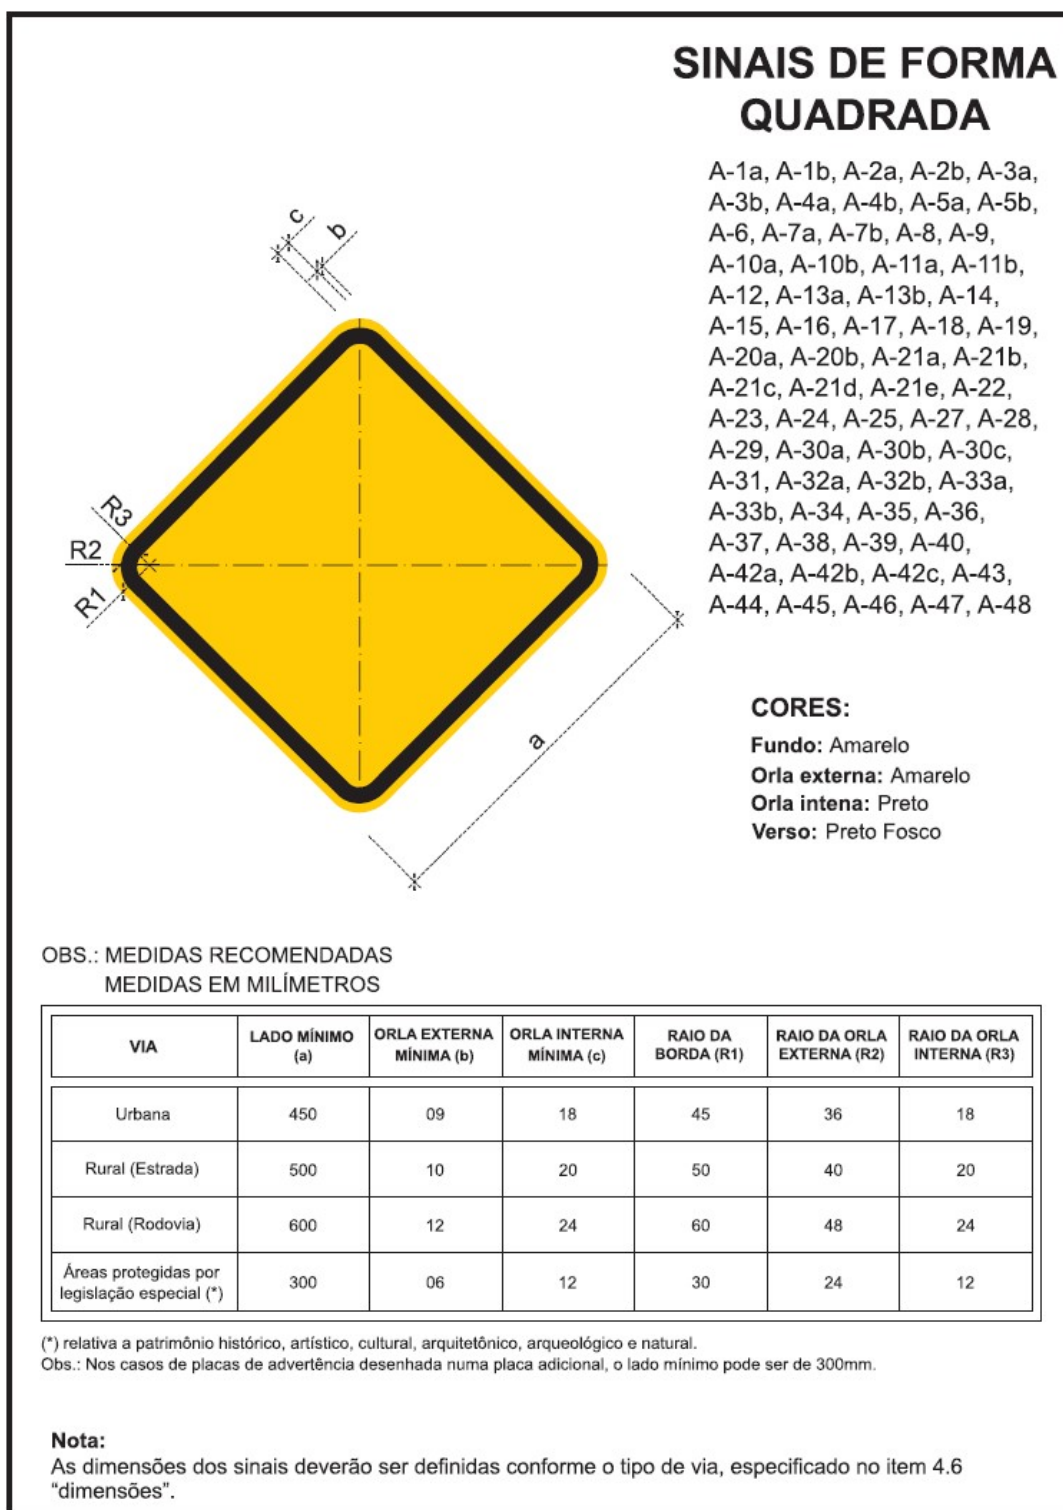 SINAIS DE FORMA
QUADRADA
A-1a, A-1b, A-2a, A-2b, A-3a,
A-3b, A-4a, A-4b, A-5a, A-5b,
A-6, A-7a, A-7b, A-8, A-9,
A-10a, A-10b, A-11a, A-11b,
A-12, A-13a, A-13b, A-14,
A-15, A-16, A-17, A-18, A-19,
A-20a, A-20b, A-21a, A-21b,
A-21c, A-21d, A-21e, A-22,
A-23, A-24, A-25, A-27, A-28,
A-29, A-30a, A-30b, A-30c,
A-31, A-32a, A-32b, A-33a,
A-33b, A-34, A-35, A-36,
A-37, A-38, A-39, A-40,
A-42a, A-42b, A-42c, A-43,
A-44, A-45, A-46, A-47, A-48
c
b
R3
R2
R1
a
CORES:
Fundo: Amarelo
Orla externa: Amarelo
Orla intena: Preto
Verso: Preto Fosco
OBS.: MEDIDAS RECOMENDADAS
MEDIDAS EM MILÍMETROS
VIA LADO MÍNIMO (a) ORLA EXTERNA MÍNIMA (b) ORLA INTERNA MÍNIMA (c) RAIO DA BORDA (R1) RAIO DA ORLA EXTERNA (R2) RAIO DA ORLA INTERNA (R3)
Urbana 450 09 18 45 36 18
Rural (Estrada) 500 10 20 50 40 20
Rural (Rodovia) 600 12 24 60 48 24
Áreas protegidas por legislação especial (*) 300 06 12 30 24 12
(*) relativa a patrimônio histórico, artístico, cultural, arquitetônico, arqueológico e natural.
Obs.: Nos casos de placas de advertência desenhada numa placa adicional, o lado mínimo pode ser de 300mm.
Nota:
As dimensões dos sinais deverão ser definidas conforme o tipo de via, especificado no item 4.6
“dimensões”.